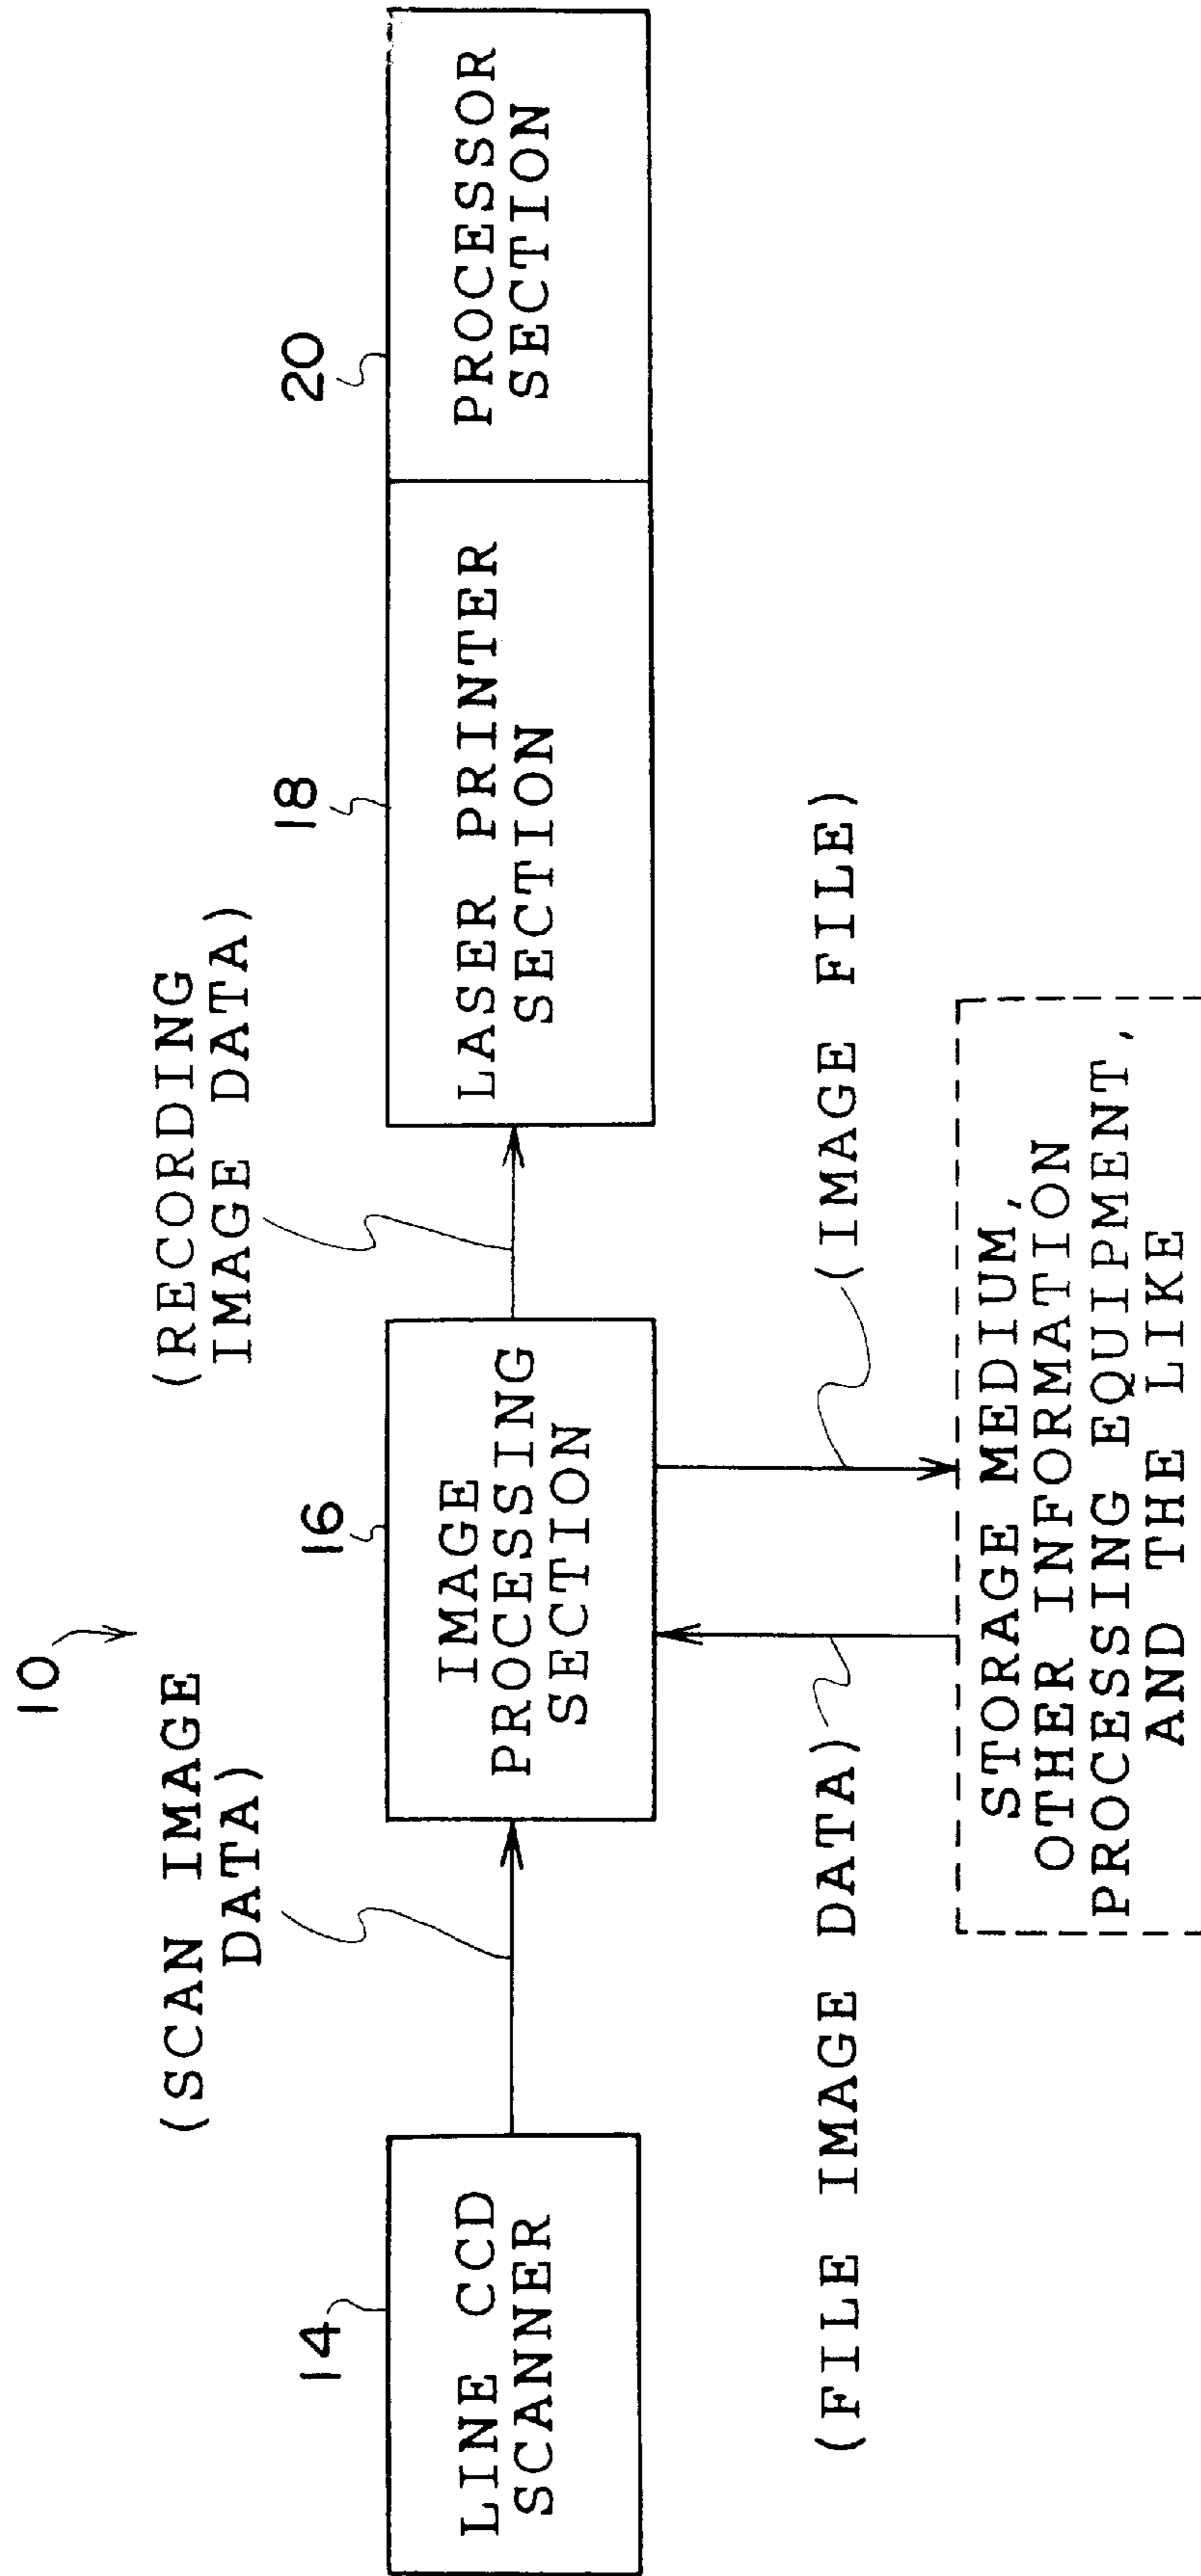 10
(SCAN IMAGE
DATA)
(RECORDING
IMAGE DATA)
14
16
18
20
LINE CCD
SCANNER
IMAGE
PROCESSING
SECTION
LASER PRINTER
SECTION
PROCESSOR
SECTION
(FILE IMAGE DATA)
(IMAGE FILE)
STORAGE MEDIUM,
OTHER INFORMATION
PROCESSING EQUIPMENT,
AND THE LIKE